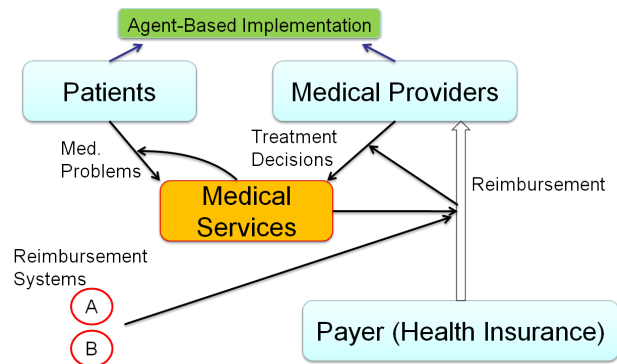 Agent-Based Implementation
Patients
Medical Providers
Med.
Problems
Treatment
Decisions
Reimbursement
Medical
Services
Reimbursement
Systems
A
B
Payer (Health Insurance)